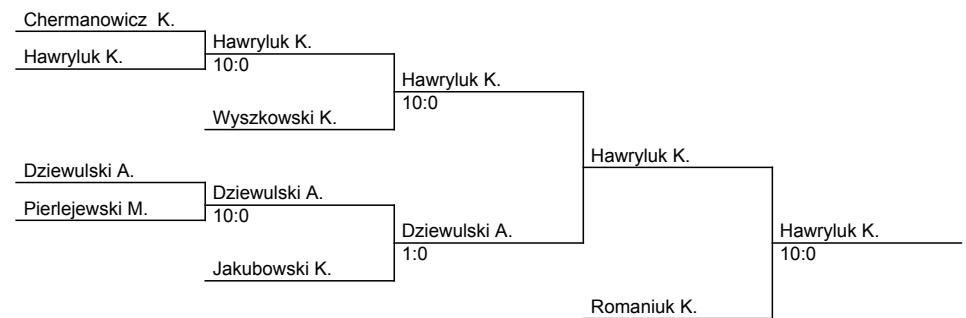 Chermanowicz  K.
Hawryluk K.
Hawryluk K.
10:0
Hawryluk K.
10:0
Wyszkowski K.
Hawryluk K.
Dziewulski A.
Dziewulski A.
Pierlejewski M.
10:0
Dziewulski A.
1:0
Hawryluk K.
10:0
Jakubowski K.
Romaniuk K.